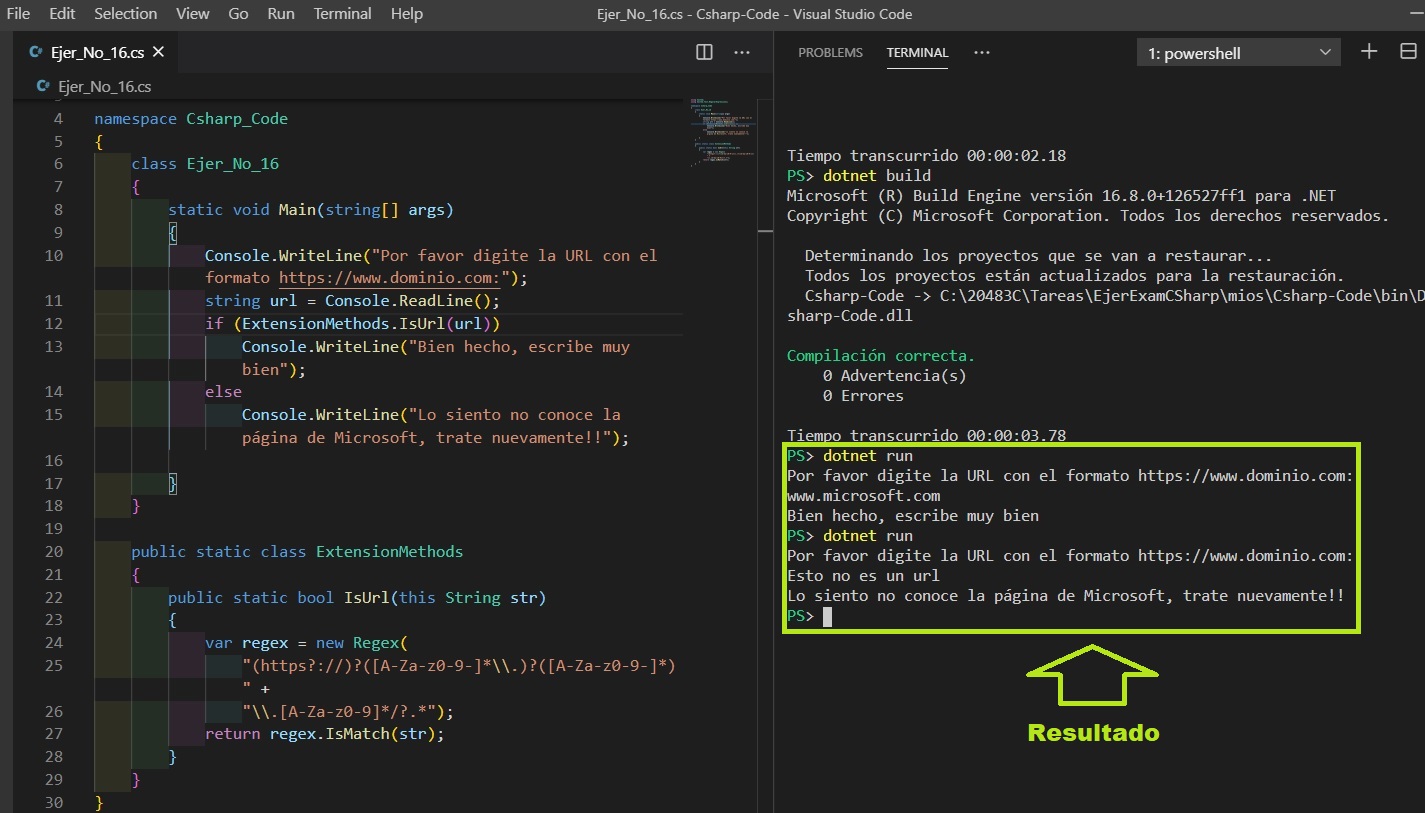 File Edit Selection View Go Run Terminal Help Ejer_No_16.cs - Csharp-Code - Visual Studio Code
Ejer_No_16.cs
Ejer_No_16.cs
4 namespace Csharp_Code
5 {
6 class Ejer_No_16
7 {
8 static void Main(string[] args)
9 {
10 Console.WriteLine("Por favor digite la URL con el
formato https://www.dominio.com:");
11 string url = Console.ReadLine();
12 if (ExtensionMethods.IsUrl(url))
13 Console.WriteLine("Bien hecho, escribe muy
bien");
14 else
15 Console.WriteLine("Lo siento no conoce la
página de Microsoft, trate nuevamente!!");
16
17 }
18 }
19
20 public static class ExtensionMethods
21 {
22 public static bool IsUrl(this String str)
23 {
24 var regex = new Regex(
25 "(https?://)?([A-Za-z0-9-]*\\.)?([A-Za-z0-9-]*)
" +
26 "\\.[A-Za-z0-9]*/?.*");
27 return regex.IsMatch(str);
28 }
29 }
30 }
PROBLEMS TERMINAL ··· 1: powershell
Tiempo transcurrido 00:00:02.18
PS> dotnet build
Microsoft (R) Build Engine versión 16.8.0+126527ff1 para .NET
Copyright (C) Microsoft Corporation. Todos los derechos reservados.
Determinando los proyectos que se van a restaurar...
Todos los proyectos están actualizados para la restauración.
Csharp-Code -> C:\20483C\Tareas\EjerExamCSharp\mios\Csharp-Code\bin\D
sharp-Code.dll
Compilación correcta.
0 Advertencia(s)
0 Errores
Tiempo transcurrido 00:00:03.78
PS> dotnet run
Por favor digite la URL con el formato https://www.dominio.com:
www.microsoft.com
Bien hecho, escribe muy bien
PS> dotnet run
Por favor digite la URL con el formato https://www.dominio.com:
Esto no es un url
Lo siento no conoce la página de Microsoft, trate nuevamente!!
PS>
Resultado